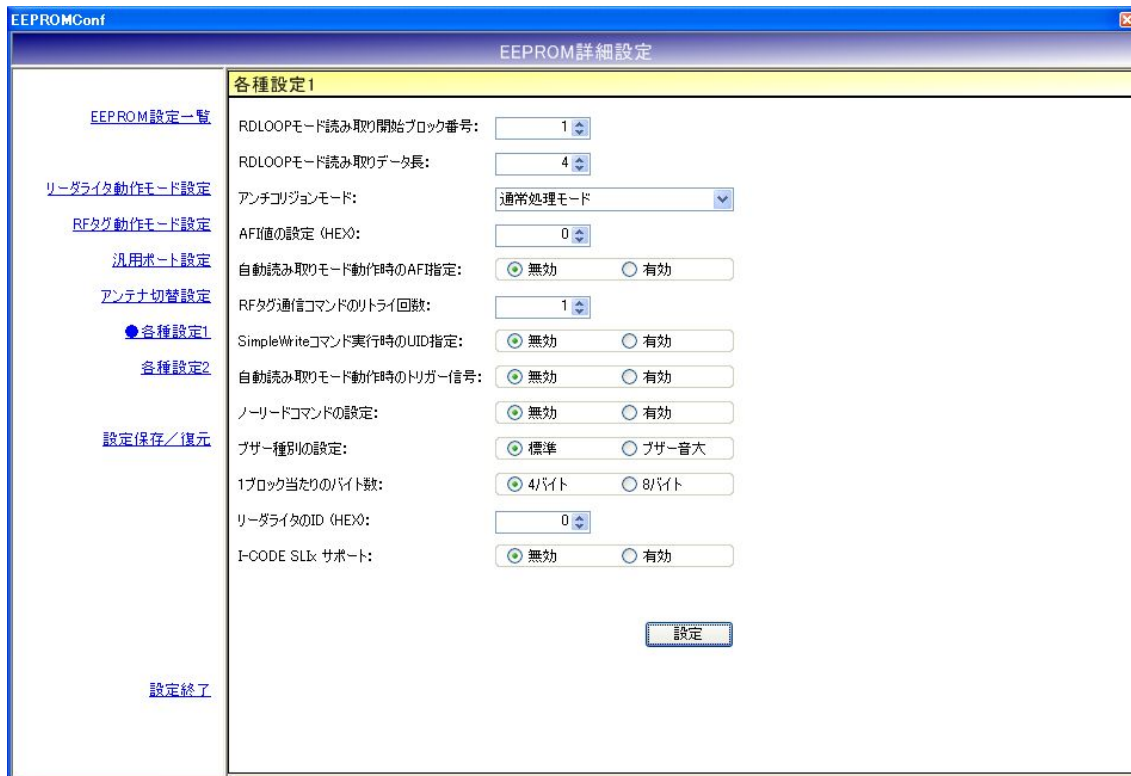 EEPROMConf
EEPROM詳細設定
EEPROM設定一覧
リーダライタ動作モード設定
RFタグ動作モード設定
汎用ポート設定
アンテナ切替設定
●各種設定1
各種設定2
設定保存／復元
設定終了
各種設定1
RDLOOPモード読み取り開始ブロック番号: 1
RDLOOPモード読み取りデータ長: 4
アンチコリジョンモード: 通常処理モード
AFI値の設定 (HEX): 0
自動読み取りモード動作時のAFI指定: 無効 有効
RFタグ通信コマンドのリトライ回数: 1
SimpleWriteコマンド実行時のUID指定: 無効 有効
自動読み取りモード動作時のトリガー信号: 無効 有効
ノーリードコマンドの設定: 無効 有効
ブザー種別の設定: 標準 ブザー音大
1ブロック当たりのバイト数: 4バイト 8バイト
リーダライタのID (HEX): 0
I-CODE SLIx サポート: 無効 有効
設定